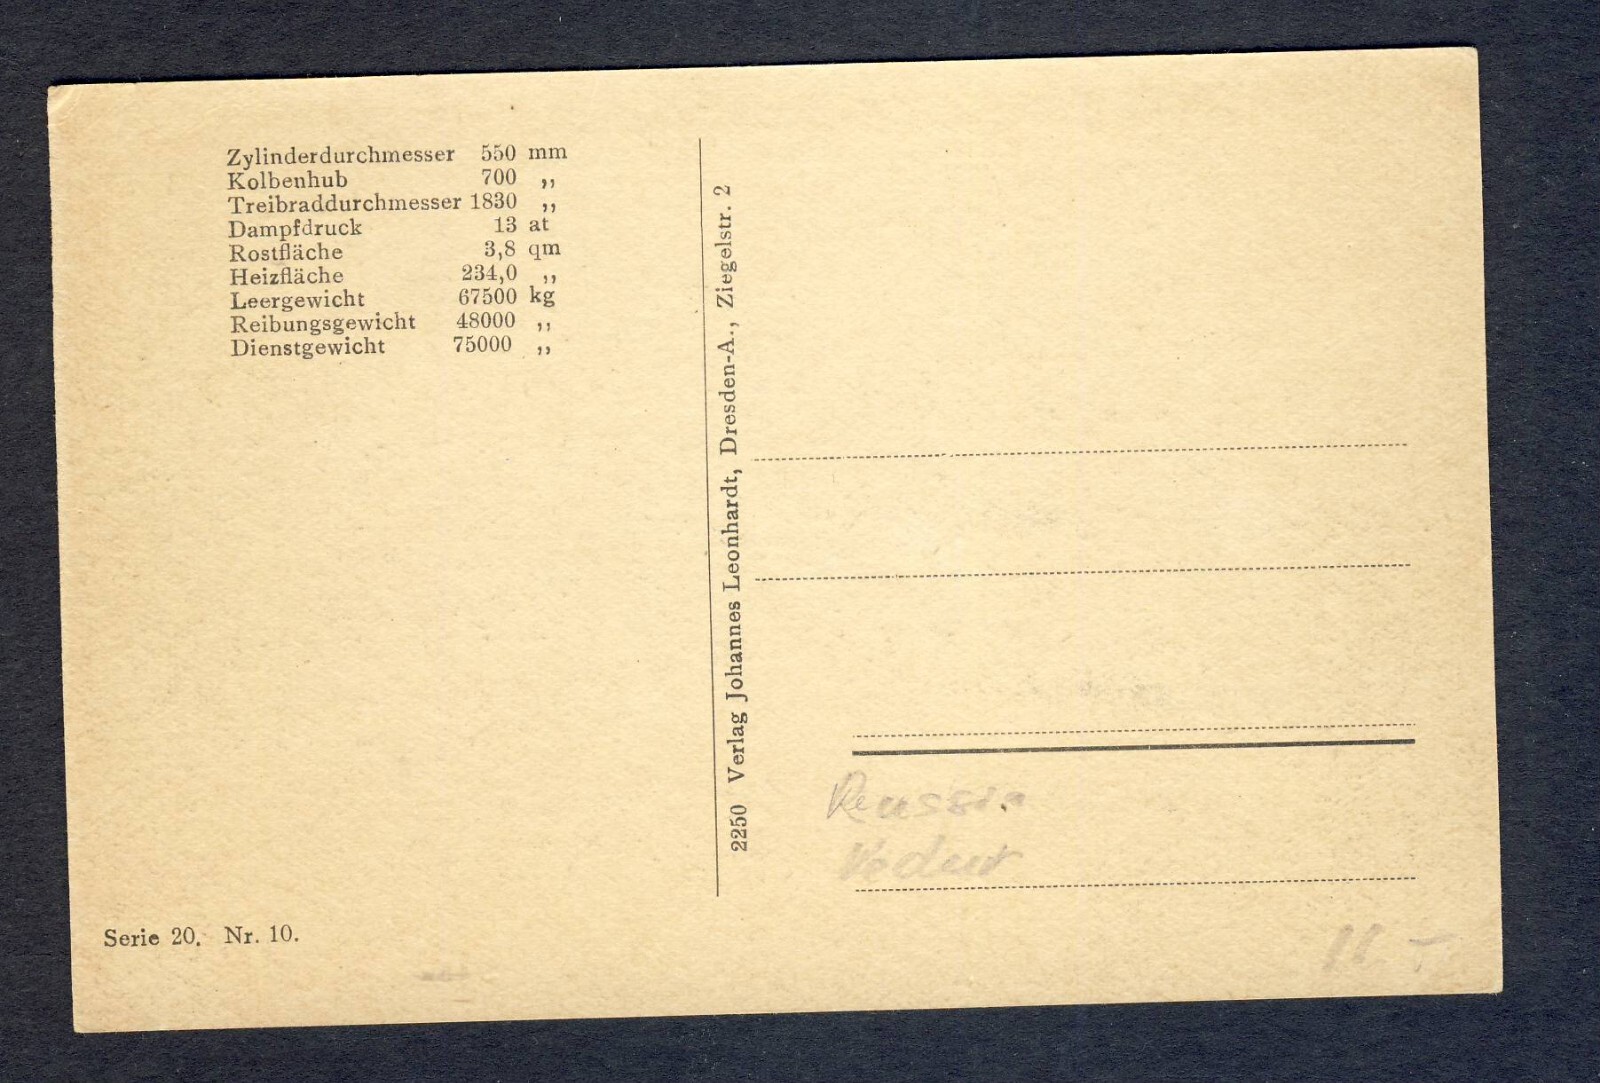 Zylinderdurchmesser 550 mm
Kolbenhub 700 „
Treibraddurchmesser 1830 „
Dampfdruck 13 at
Rostfläche 3,8 qm
Heizfläche 234,0 „
Leergewicht 67500 kg
Reibungsgewicht 48000 „
Dienstgewicht 75000 „
Serie 20. Nr. 10.
2250 Verlag Johannes Leonhardt, Dresden-A., Ziegelstr. 2
Russia